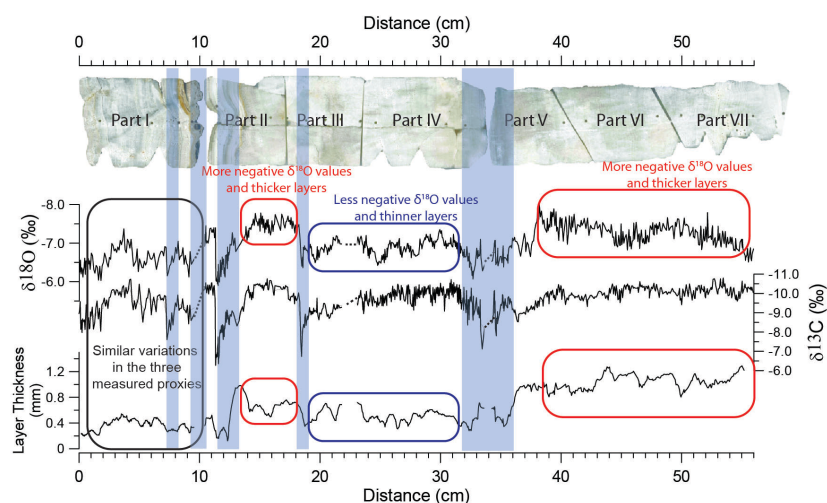 Distance (cm)
0 10 20 30 40 50
Part I Part II Part III Part IV Part V Part VI Part VII
More negative δ¹⁸O values
and thicker layers
Less negative δ¹⁸O values
and thinner layers
More negative δ¹⁸O values
and thicker layers
-8.0
-7.0
-6.0
δ18O (‰)
-11.0
-10.0
-9.0
-8.0
-7.0
-6.0
δ13C (‰)
Similar variations
in the three
measured proxies
Layer Thickness
(mm)
1.2
0.8
0.4
0
0 10 20 30 40 50
Distance (cm)